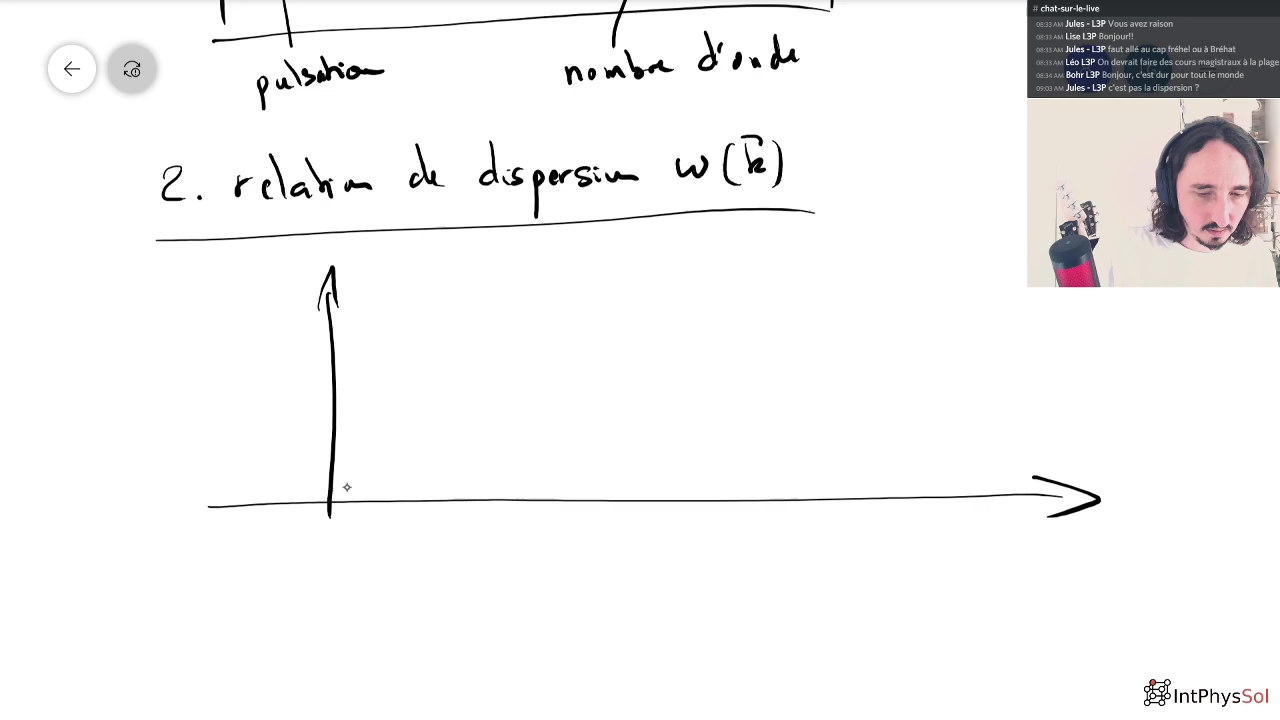 pulsation
nombre d'onde
2. relation de dispersion ω(k⃗)
# chat-sur-le-live
08:33 AM Jules - L3P Vous avez raison
08:33 AM Lise L3P Bonjour!!
08:33 AM Jules - L3P faut allé au cap fréhel ou à Bréhat
08:33 AM Léo L3P On devrait faire des cours magistraux à la plage
08:34 AM Bohr L3P Bonjour, c'est dur pour tout le monde
09:03 AM Jules - L3P c'est pas la dispersion ?
IntPhysSol